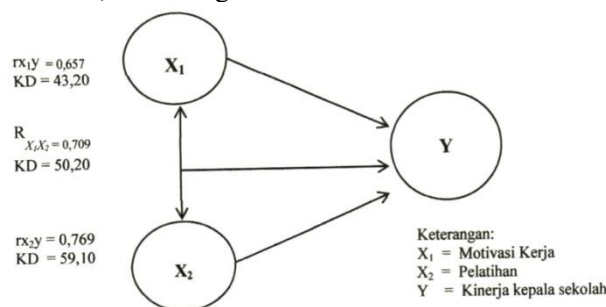 X₁
rx₁y = 0,657
KD = 43,20
R X₁X₂ = 0,709
KD = 50,20
Y
rx₂y = 0,769
KD = 59,10
X₂
Keterangan:
X₁ = Motivasi Kerja
X₂ = Pelatihan
Y = Kinerja kepala sekolah